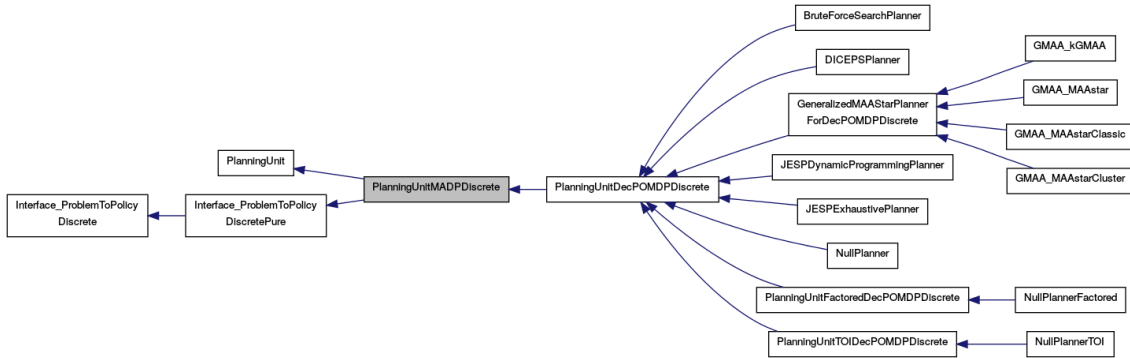 BruteForceSearchPlanner
DICEPSPlanner
GeneralizedMAAStarPlanner
ForDecPOMDPDiscrete
GMAA_kGMAA
GMAA_MAAstar
GMAA_MAAstarClassic
GMAA_MAAstarCluster
PlanningUnit
Interface_ProblemToPolicy
Discrete
Interface_ProblemToPolicy
DiscretePure
PlanningUnitMADPDiscrete
PlanningUnitDecPOMDPDiscrete
JESPDynamicProgrammingPlanner
JESPExhaustivePlanner
NullPlanner
PlanningUnitFactoredDecPOMDPDiscrete
NullPlannerFactored
PlanningUnitTOIDecPOMDPDiscrete
NullPlannerTOI